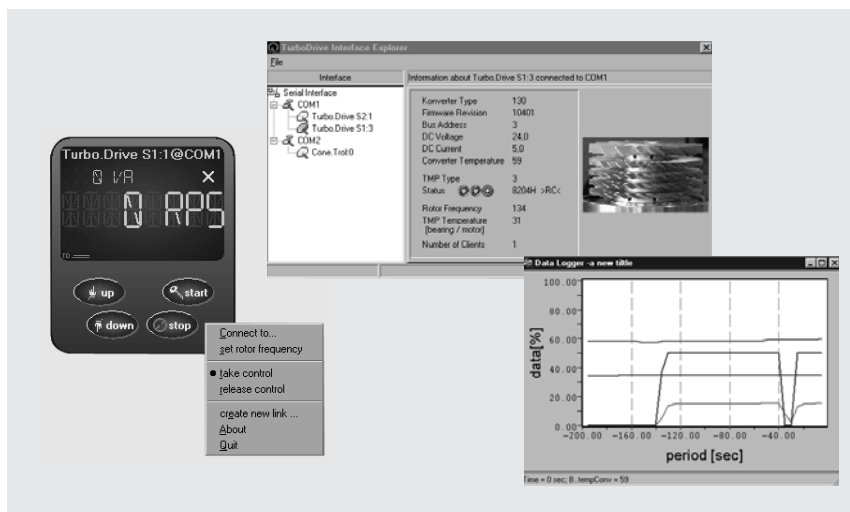 TurboDrive Interface Explorer
File
Interface
Information about Turbo.Drive S1:3 connected to COM1
Serial Interface
COM1
Turbo.Drive S2:1
Turbo.Drive S1:3
COM2
Cone.Trol:0
Konverter Type 130
Firmware Revision 10401
Bus Address 3
DC Voltage 24,0
DC Current 5,0
Converter Temperature 59
TMP Type 3
Status 8204H >RC<
Rotor Frequency 134
TMP Temperature 31
[bearing / motor]
Number of Clients 1
Turbo.Drive S1:1@COM1
0 1/A
0 RPS
TD
up
start
down
stop
Connect to...
set rotor frequency
take control
release control
create new link ...
About
Quit
Data Logger -a new tiltle
100.00
80.00
60.00
40.00
20.00
0.00
data[%]
-200.00 -160.00 -120.00 -80.00 -40.00
period [sec]
Time = 0 sec; B..tempConv = 59